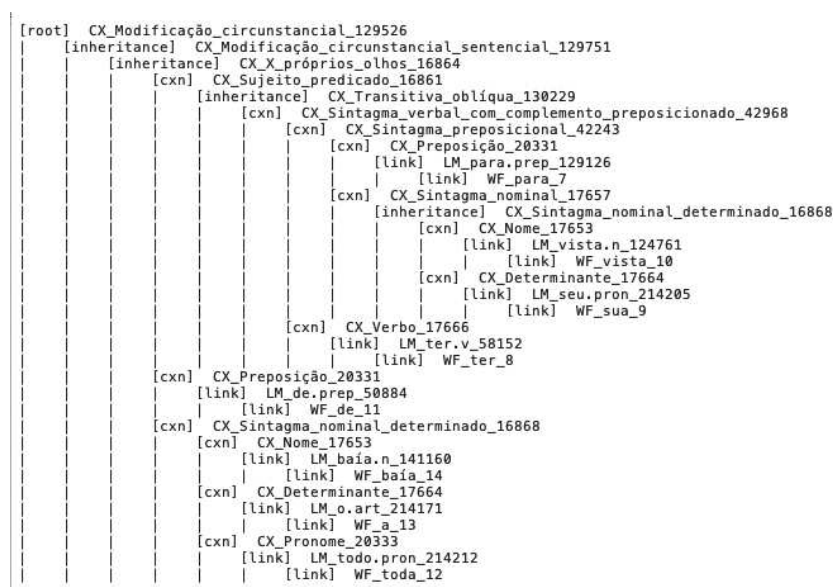 [root] CX_Modificação_circunstancial_129526
| [inheritance] CX_Modificação_circunstancial_sentencial_129751
| | [inheritance] CX_X_próprios_olhos_16864
| | | [cxn] CX_Sujeito_predicado_16861
| | | | [inheritance] CX_Transitiva_oblíqua_130229
| | | | | [cxn] CX_Sintagma_verbal_com_complemento_preposicionado_42968
| | | | | | [cxn] CX_Sintagma_preposicional_42243
| | | | | | | [cxn] CX_Preposição_20331
| | | | | | | | [link] LM_para.prep_129126
| | | | | | | | | [link] WF_para_7
| | | | | | | [cxn] CX_Sintagma_nominal_17657
| | | | | | | | [inheritance] CX_Sintagma_nominal_determinado_16868
| | | | | | | | | [cxn] CX_Nome_17653
| | | | | | | | | | [link] LM_vista.n_124761
| | | | | | | | | | | [link] WF_vista_10
| | | | | | | | | [cxn] CX_Determinante_17664
| | | | | | | | | | [link] LM_seu.pron_214205
| | | | | | | | | | | [link] WF_sua_9
| | | | | | [cxn] CX_Verbo_17666
| | | | | | | [link] LM_ter.v_58152
| | | | | | | | [link] WF_ter_8
| | | [cxn] CX_Preposição_20331
| | | | [link] LM_de.prep_50884
| | | | | [link] WF_de_11
| | | [cxn] CX_Sintagma_nominal_determinado_16868
| | | | [cxn] CX_Nome_17653
| | | | | [link] LM_baía.n_141160
| | | | | | [link] WF_baía_14
| | | | [cxn] CX_Determinante_17664
| | | | | [link] LM_o.art_214171
| | | | | | [link] WF_a_13
| | | | [cxn] CX_Pronome_20333
| | | | | [link] LM_todo.pron_214212
| | | | | | [link] WF_toda_12